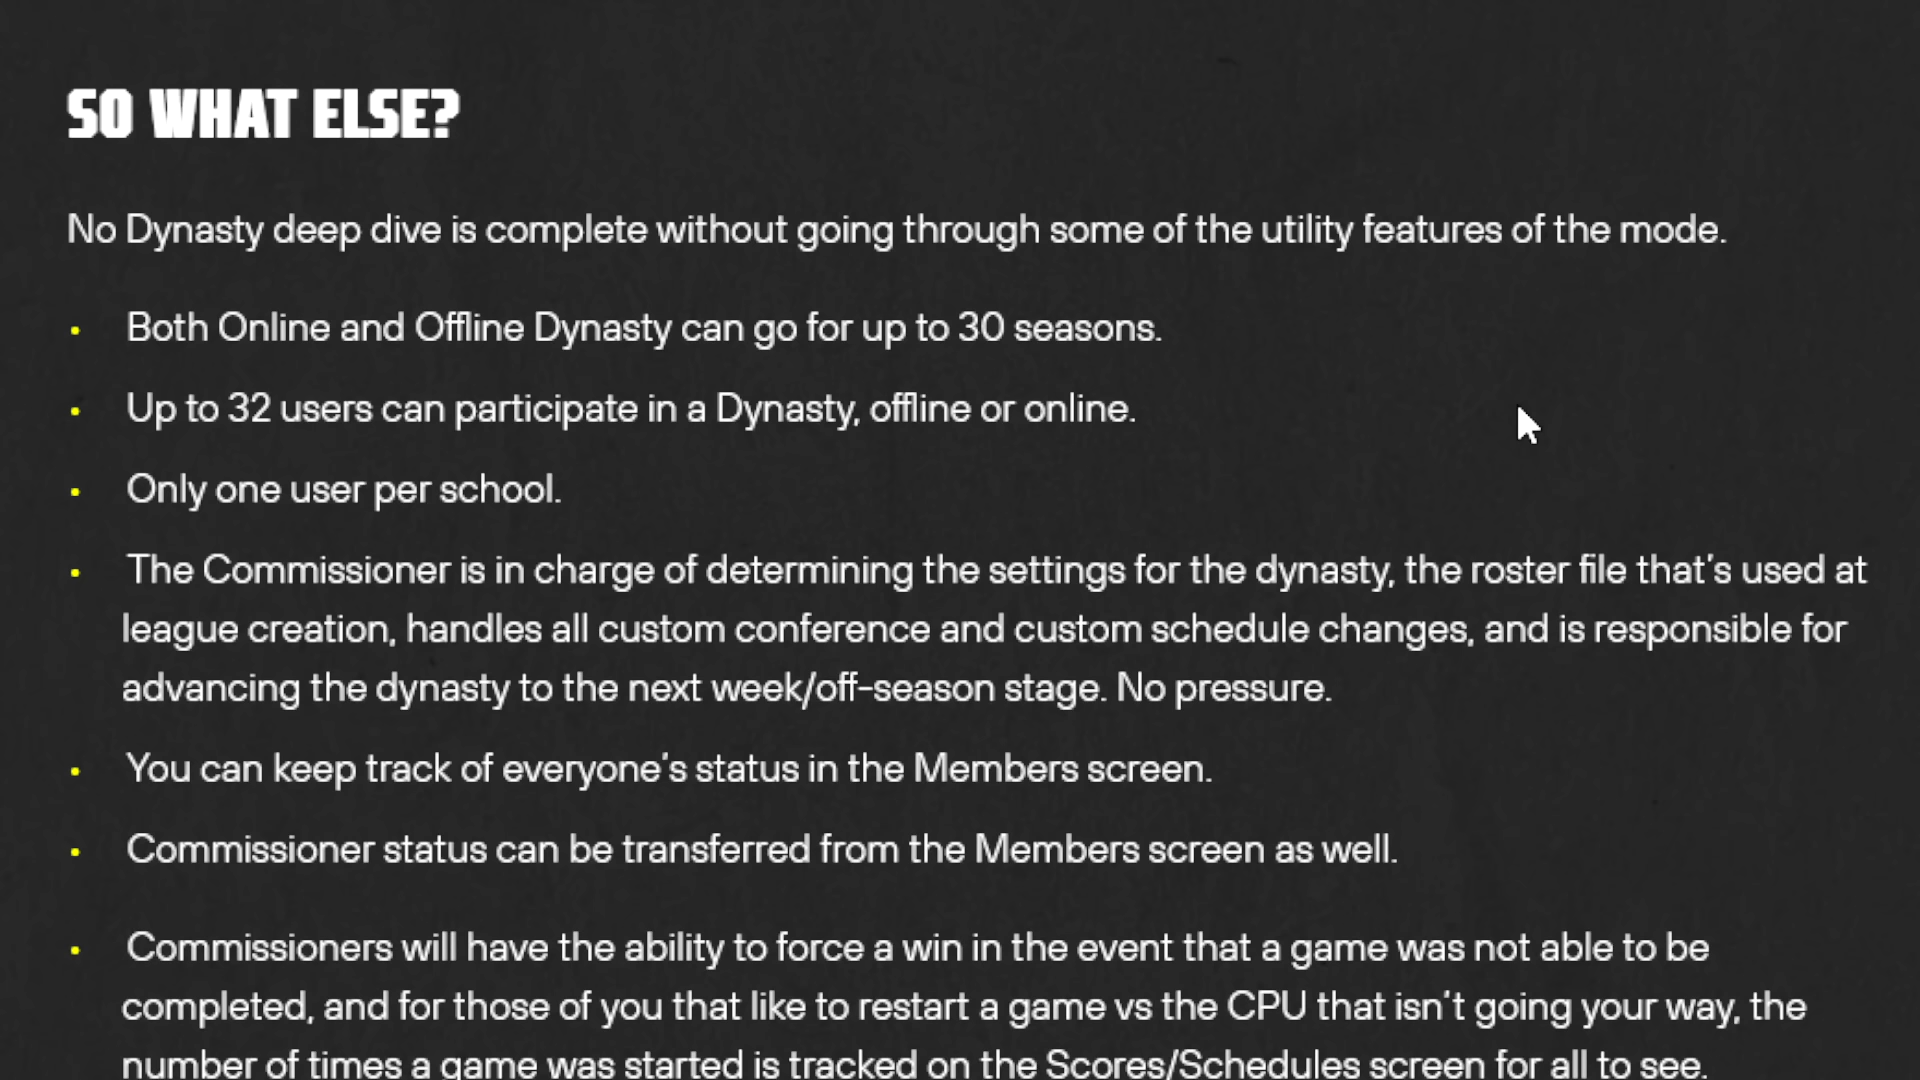 SO WHAT ELSE?
No Dynasty deep dive is complete without going through some of the utility features of the mode.
• Both Online and Offline Dynasty can go for up to 30 seasons.
• Up to 32 users can participate in a Dynasty, offline or online.
• Only one user per school.
• The Commissioner is in charge of determining the settings for the dynasty, the roster file that's used at
league creation, handles all custom conference and custom schedule changes, and is responsible for
advancing the dynasty to the next week/off-season stage. No pressure.
• You can keep track of everyone's status in the Members screen.
• Commissioner status can be transferred from the Members screen as well.
• Commissioners will have the ability to force a win in the event that a game was not able to be
completed, and for those of you that like to restart a game vs the CPU that isn't going your way, the
number of times a game was started is tracked on the Scores/Schedules screen for all to see.